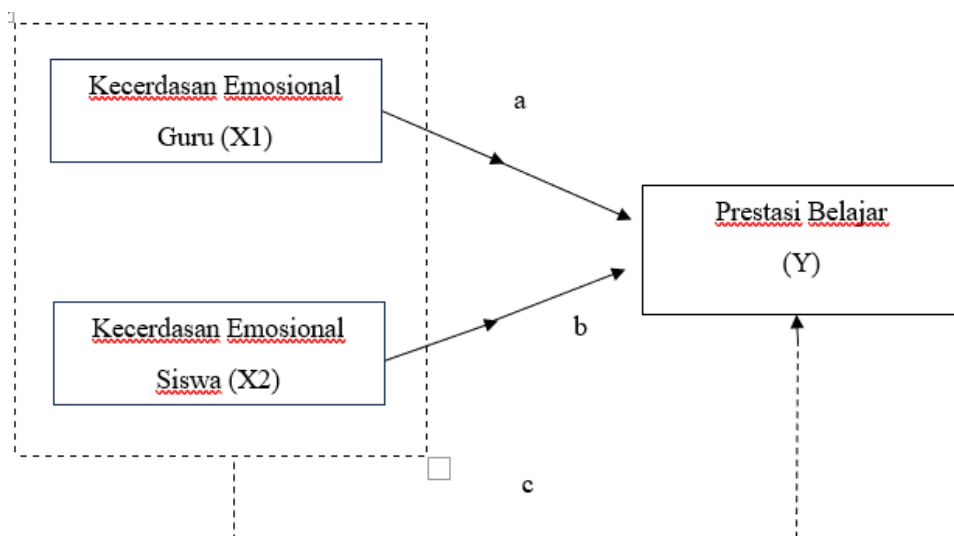 Kecerdasan Emosional
Guru (X1)
a
Prestasi Belajar
(Y)
Kecerdasan Emosional
Siswa (X2)
b
c